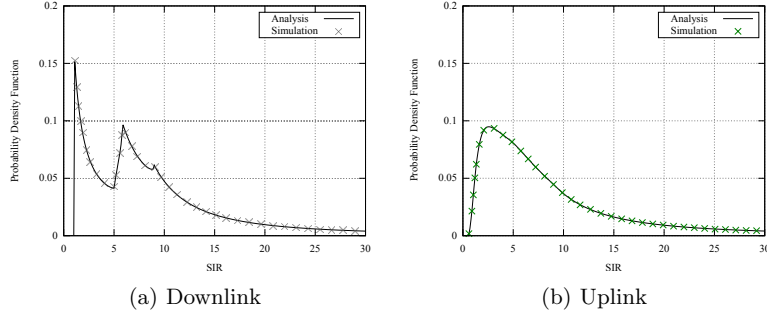 0.2
0.15
0.1
0.05
0
Probability Density Function
Analysis
Simulation
0 5 10 15 20 25 30
SIR
(a) Downlink
0.2
0.15
0.1
0.05
0
Probability Density Function
Analysis
Simulation
0 5 10 15 20 25 30
SIR
(b) Uplink